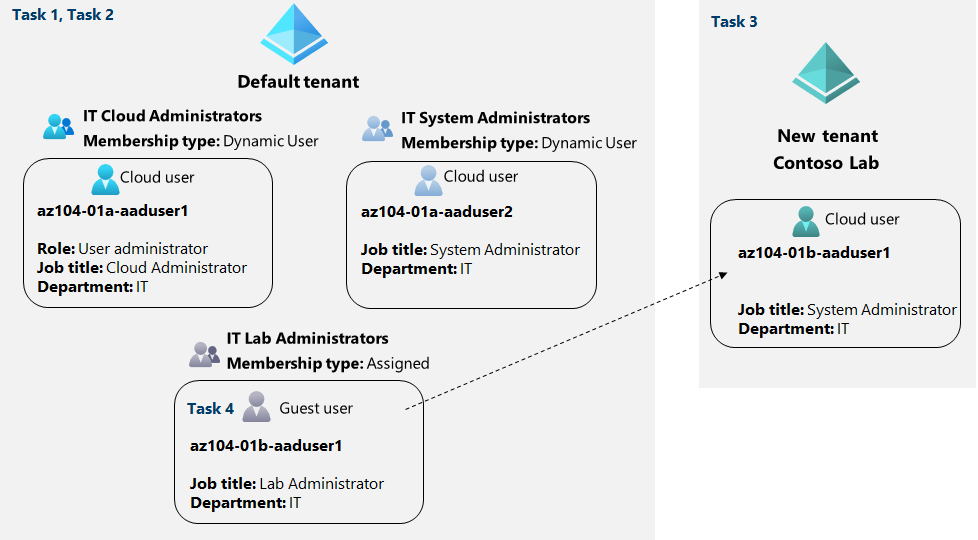 Task 1, Task 2
Default tenant
IT Cloud Administrators
Membership type: Dynamic User
Cloud user
az104-01a-aaduser1
Role: User administrator
Job title: Cloud Administrator
Department: IT
IT System Administrators
Membership type: Dynamic User
Cloud user
az104-01a-aaduser2
Job title: System Administrator
Department: IT
IT Lab Administrators
Membership type: Assigned
Task 4
Guest user
az104-01b-aaduser1
Job title: Lab Administrator
Department: IT
Task 3
New tenant
Contoso Lab
Cloud user
az104-01b-aaduser1
Job title: System Administrator
Department: IT